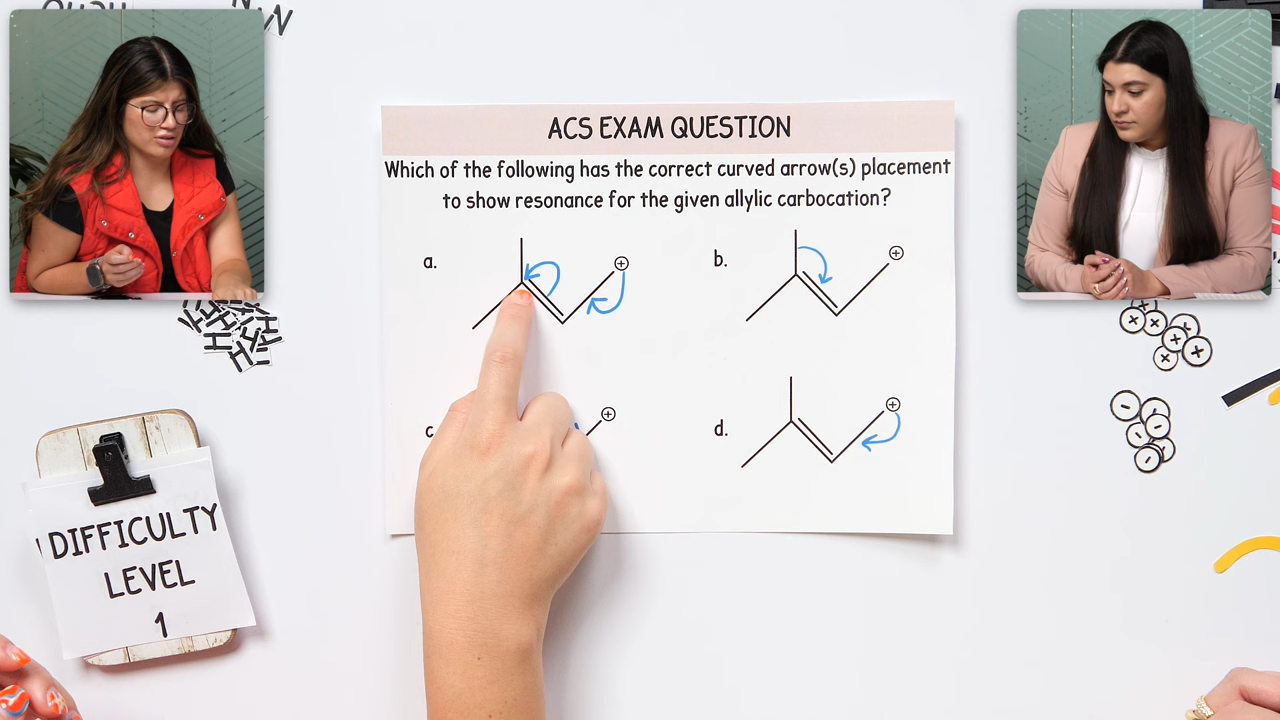 ACS EXAM QUESTION
Which of the following has the correct curved arrow(s) placement
to show resonance for the given allylic carbocation?
a.
b.
c
d.
DIFFICULTY
LEVEL
1